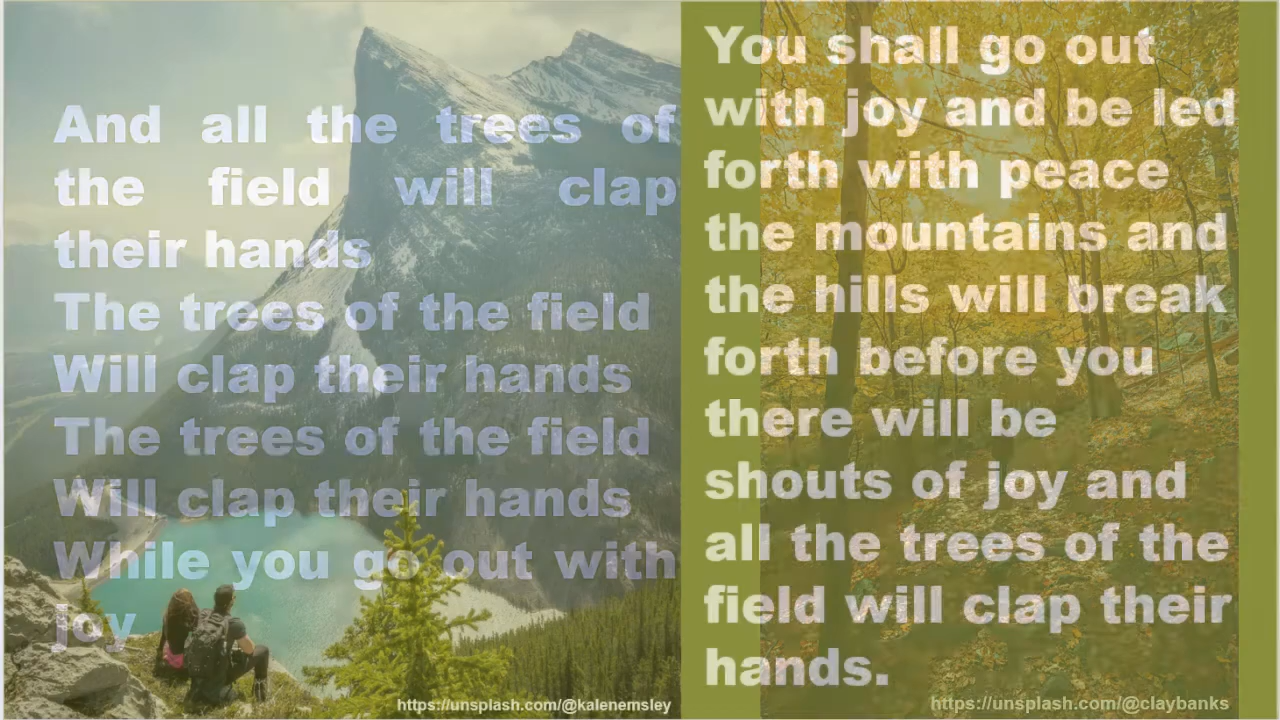 And all the trees of
the field will clap
their hands
The trees of the field
Will clap their hands
The trees of the field
Will clap their hands
While you go out with
joy
https://unsplash.com/@kalenemsley
You shall go out
with joy and be led
forth with peace
the mountains and
the hills will break
forth before you
there will be
shouts of joy and
all the trees of the
field will clap their
hands.
https://unsplash.com/@claybanks